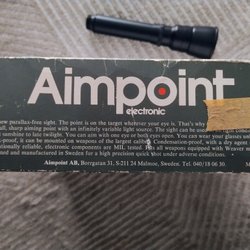 Aimpoint
electronic
new parallax-free sight. The point is on the target wherever your eye is. That's why
all, sharp aiming point with an infinitely variable light source. The sight can be used
sunshine to late twilight. You can aim with one eye or both eyes open. You can wear your glasses
proof, it can be mounted on weapons of the largest calibre. Condensation-proof, with a dry agent
tionally reliable, electronic components are MIL tested. Fits all weapons equipped with Weaver
ned and manufactured in Sweden for a high precision quick shot under adverse conditions.
Aimpoint AB, Borrgatan 31, S-211 24 Malmoe, Sweden. Tel. 040/18 06 30.